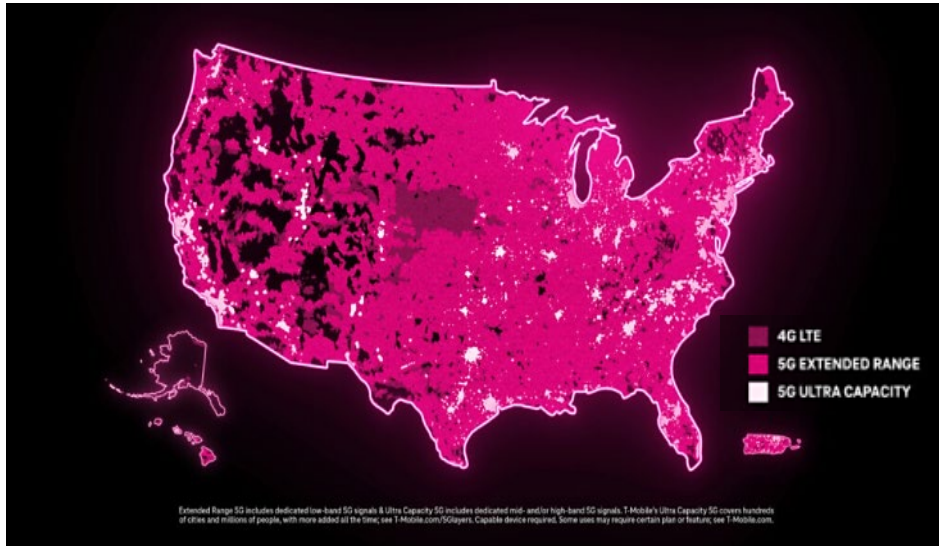 4G LTE
5G EXTENDED RANGE
5G ULTRA CAPACITY
Extended Range 5G includes dedicated low-band 5G signals & Ultra Capacity 5G includes dedicated mid- and/or high-band 5G signals. T-Mobile's Ultra Capacity 5G covers hundreds
of cities and millions of people, with more added all the time; see T-Mobile.com/5Glayers. Capable device required. Some uses may require certain plan or feature; see T-Mobile.com.